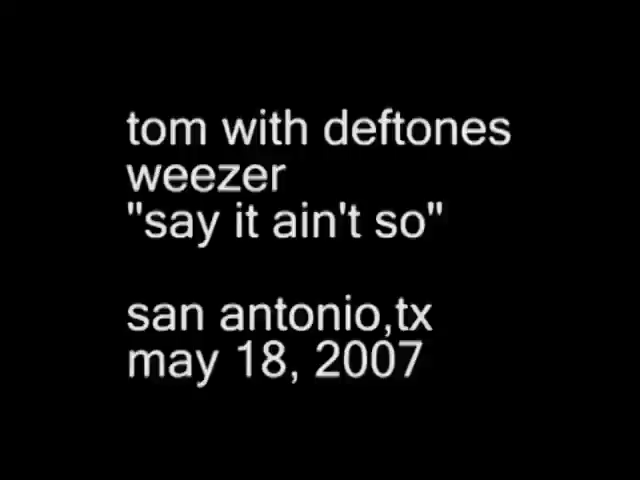 tom with deftones
weezer
"say it ain't so"
san antonio,tx
may 18, 2007